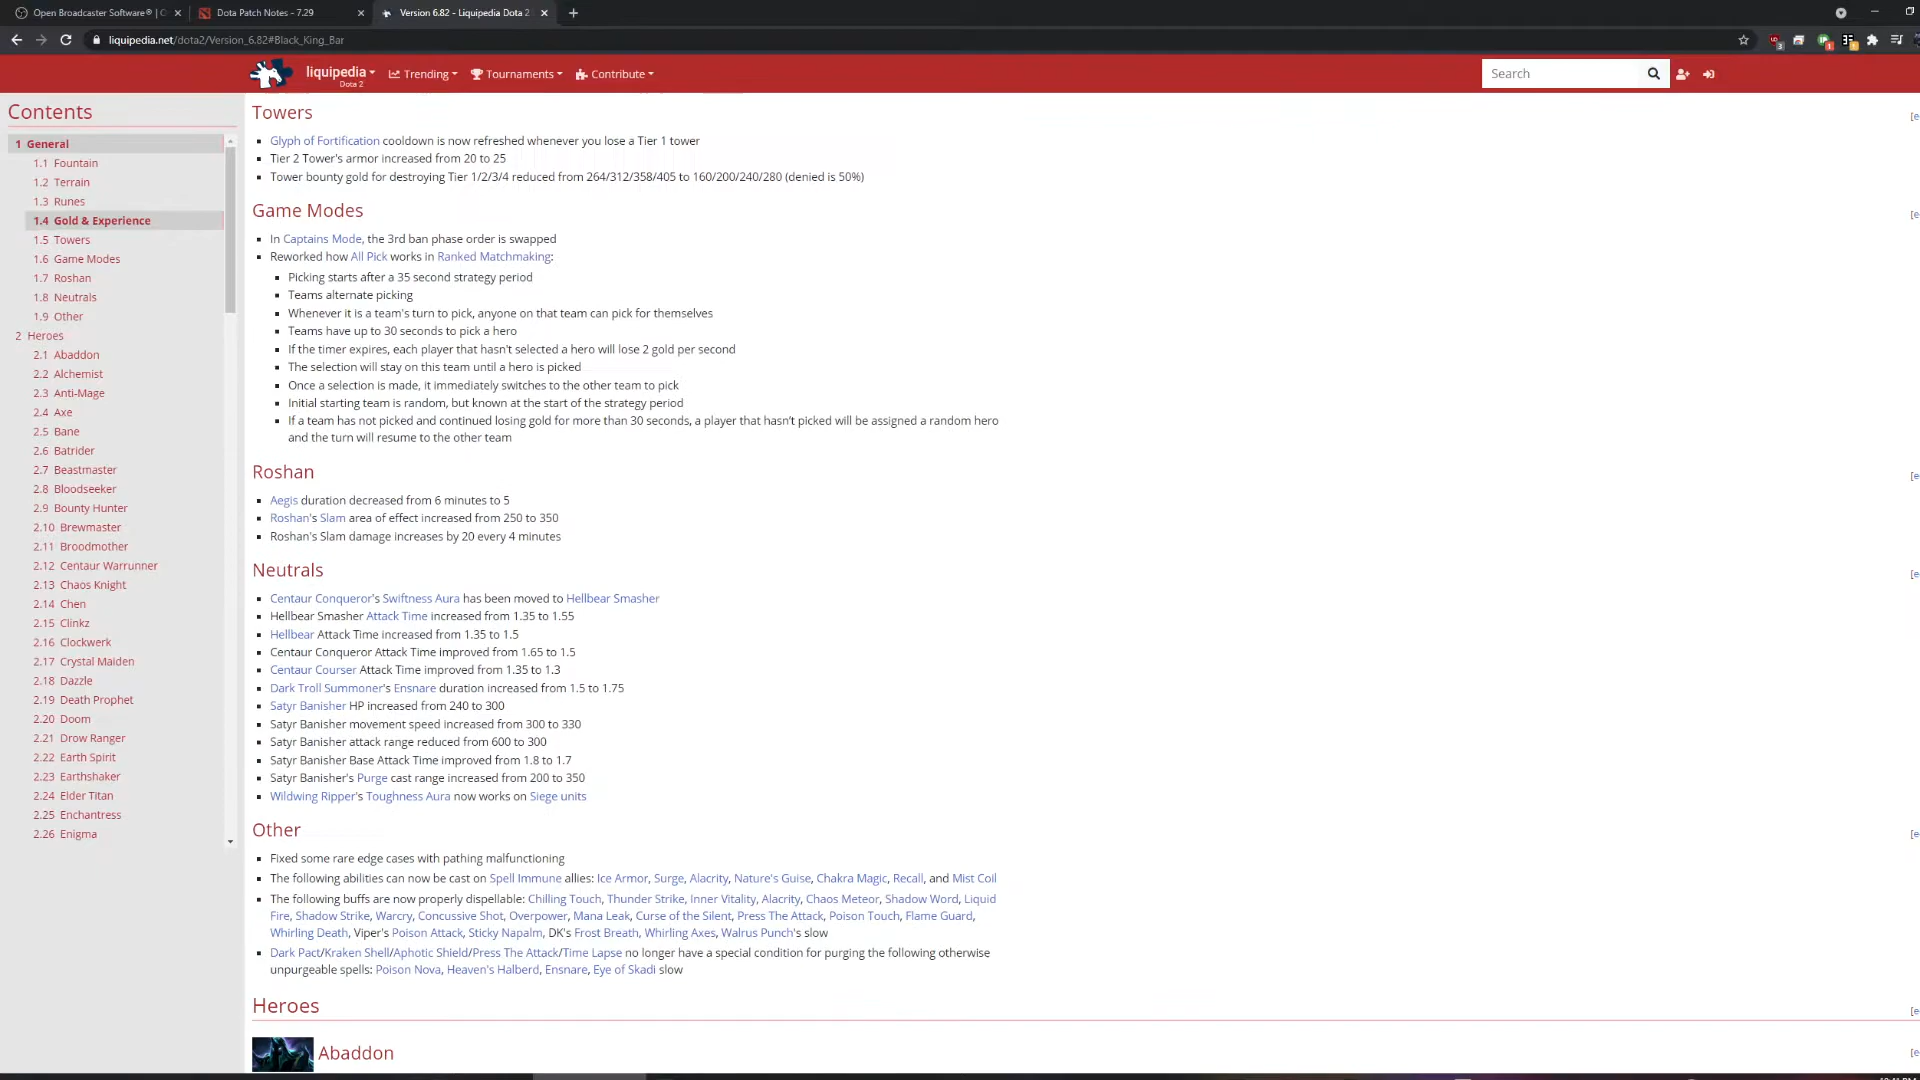 Open Broadcaster Software® | O
Dota Patch Notes - 7.29
Version 6.82 - Liquipedia Dota 2
liquipedia.net/dota2/Version_6.82#Black_King_Bar
liquipedia
Dota 2
Trending
Tournaments
Contribute
Search
Contents
1 General
1.1 Fountain
1.2 Terrain
1.3 Runes
1.4 Gold & Experience
1.5 Towers
1.6 Game Modes
1.7 Roshan
1.8 Neutrals
1.9 Other
2 Heroes
2.1 Abaddon
2.2 Alchemist
2.3 Anti-Mage
2.4 Axe
2.5 Bane
2.6 Batrider
2.7 Beastmaster
2.8 Bloodseeker
2.9 Bounty Hunter
2.10 Brewmaster
2.11 Broodmother
2.12 Centaur Warrunner
2.13 Chaos Knight
2.14 Chen
2.15 Clinkz
2.16 Clockwerk
2.17 Crystal Maiden
2.18 Dazzle
2.19 Death Prophet
2.20 Doom
2.21 Drow Ranger
2.22 Earth Spirit
2.23 Earthshaker
2.24 Elder Titan
2.25 Enchantress
2.26 Enigma
Towers
Glyph of Fortification cooldown is now refreshed whenever you lose a Tier 1 tower
Tier 2 Tower's armor increased from 20 to 25
Tower bounty gold for destroying Tier 1/2/3/4 reduced from 264/312/358/405 to 160/200/240/280 (denied is 50%)
Game Modes
In Captains Mode, the 3rd ban phase order is swapped
Reworked how All Pick works in Ranked Matchmaking:
Picking starts after a 35 second strategy period
Teams alternate picking
Whenever it is a team's turn to pick, anyone on that team can pick for themselves
Teams have up to 30 seconds to pick a hero
If the timer expires, each player that hasn't selected a hero will lose 2 gold per second
The selection will stay on this team until a hero is picked
Once a selection is made, it immediately switches to the other team to pick
Initial starting team is random, but known at the start of the strategy period
If a team has not picked and continued losing gold for more than 30 seconds, a player that hasn't picked will be assigned a random hero
and the turn will resume to the other team
Roshan
Aegis duration decreased from 6 minutes to 5
Roshan's Slam area of effect increased from 250 to 350
Roshan's Slam damage increases by 20 every 4 minutes
Neutrals
Centaur Conqueror's Swiftness Aura has been moved to Hellbear Smasher
Hellbear Smasher Attack Time increased from 1.35 to 1.55
Hellbear Attack Time increased from 1.35 to 1.5
Centaur Conqueror Attack Time improved from 1.65 to 1.5
Centaur Courser Attack Time improved from 1.35 to 1.3
Dark Troll Summoner's Ensnare duration increased from 1.5 to 1.75
Satyr Banisher HP increased from 240 to 300
Satyr Banisher movement speed increased from 300 to 330
Satyr Banisher attack range reduced from 600 to 300
Satyr Banisher Base Attack Time improved from 1.8 to 1.7
Satyr Banisher's Purge cast range increased from 200 to 350
Wildwing Ripper's Toughness Aura now works on Siege units
Other
Fixed some rare edge cases with pathing malfunctioning
The following abilities can now be cast on Spell Immune allies: Ice Armor, Surge, Alacrity, Nature's Guise, Chakra Magic, Recall, and Mist Coil
The following buffs are now properly dispellable: Chilling Touch, Thunder Strike, Inner Vitality, Alacrity, Chaos Meteor, Shadow Word, Liquid
Fire, Shadow Strike, Warcry, Concussive Shot, Overpower, Mana Leak, Curse of the Silent, Press The Attack, Poison Touch, Flame Guard,
Whirling Death, Viper's Poison Attack, Sticky Napalm, DK's Frost Breath, Whirling Axes, Walrus Punch's slow
Dark Pact/Kraken Shell/Aphotic Shield/Press The Attack/Time Lapse no longer have a special condition for purging the following otherwise
unpurgeable spells: Poison Nova, Heaven's Halberd, Ensnare, Eye of Skadi slow
Heroes
Abaddon